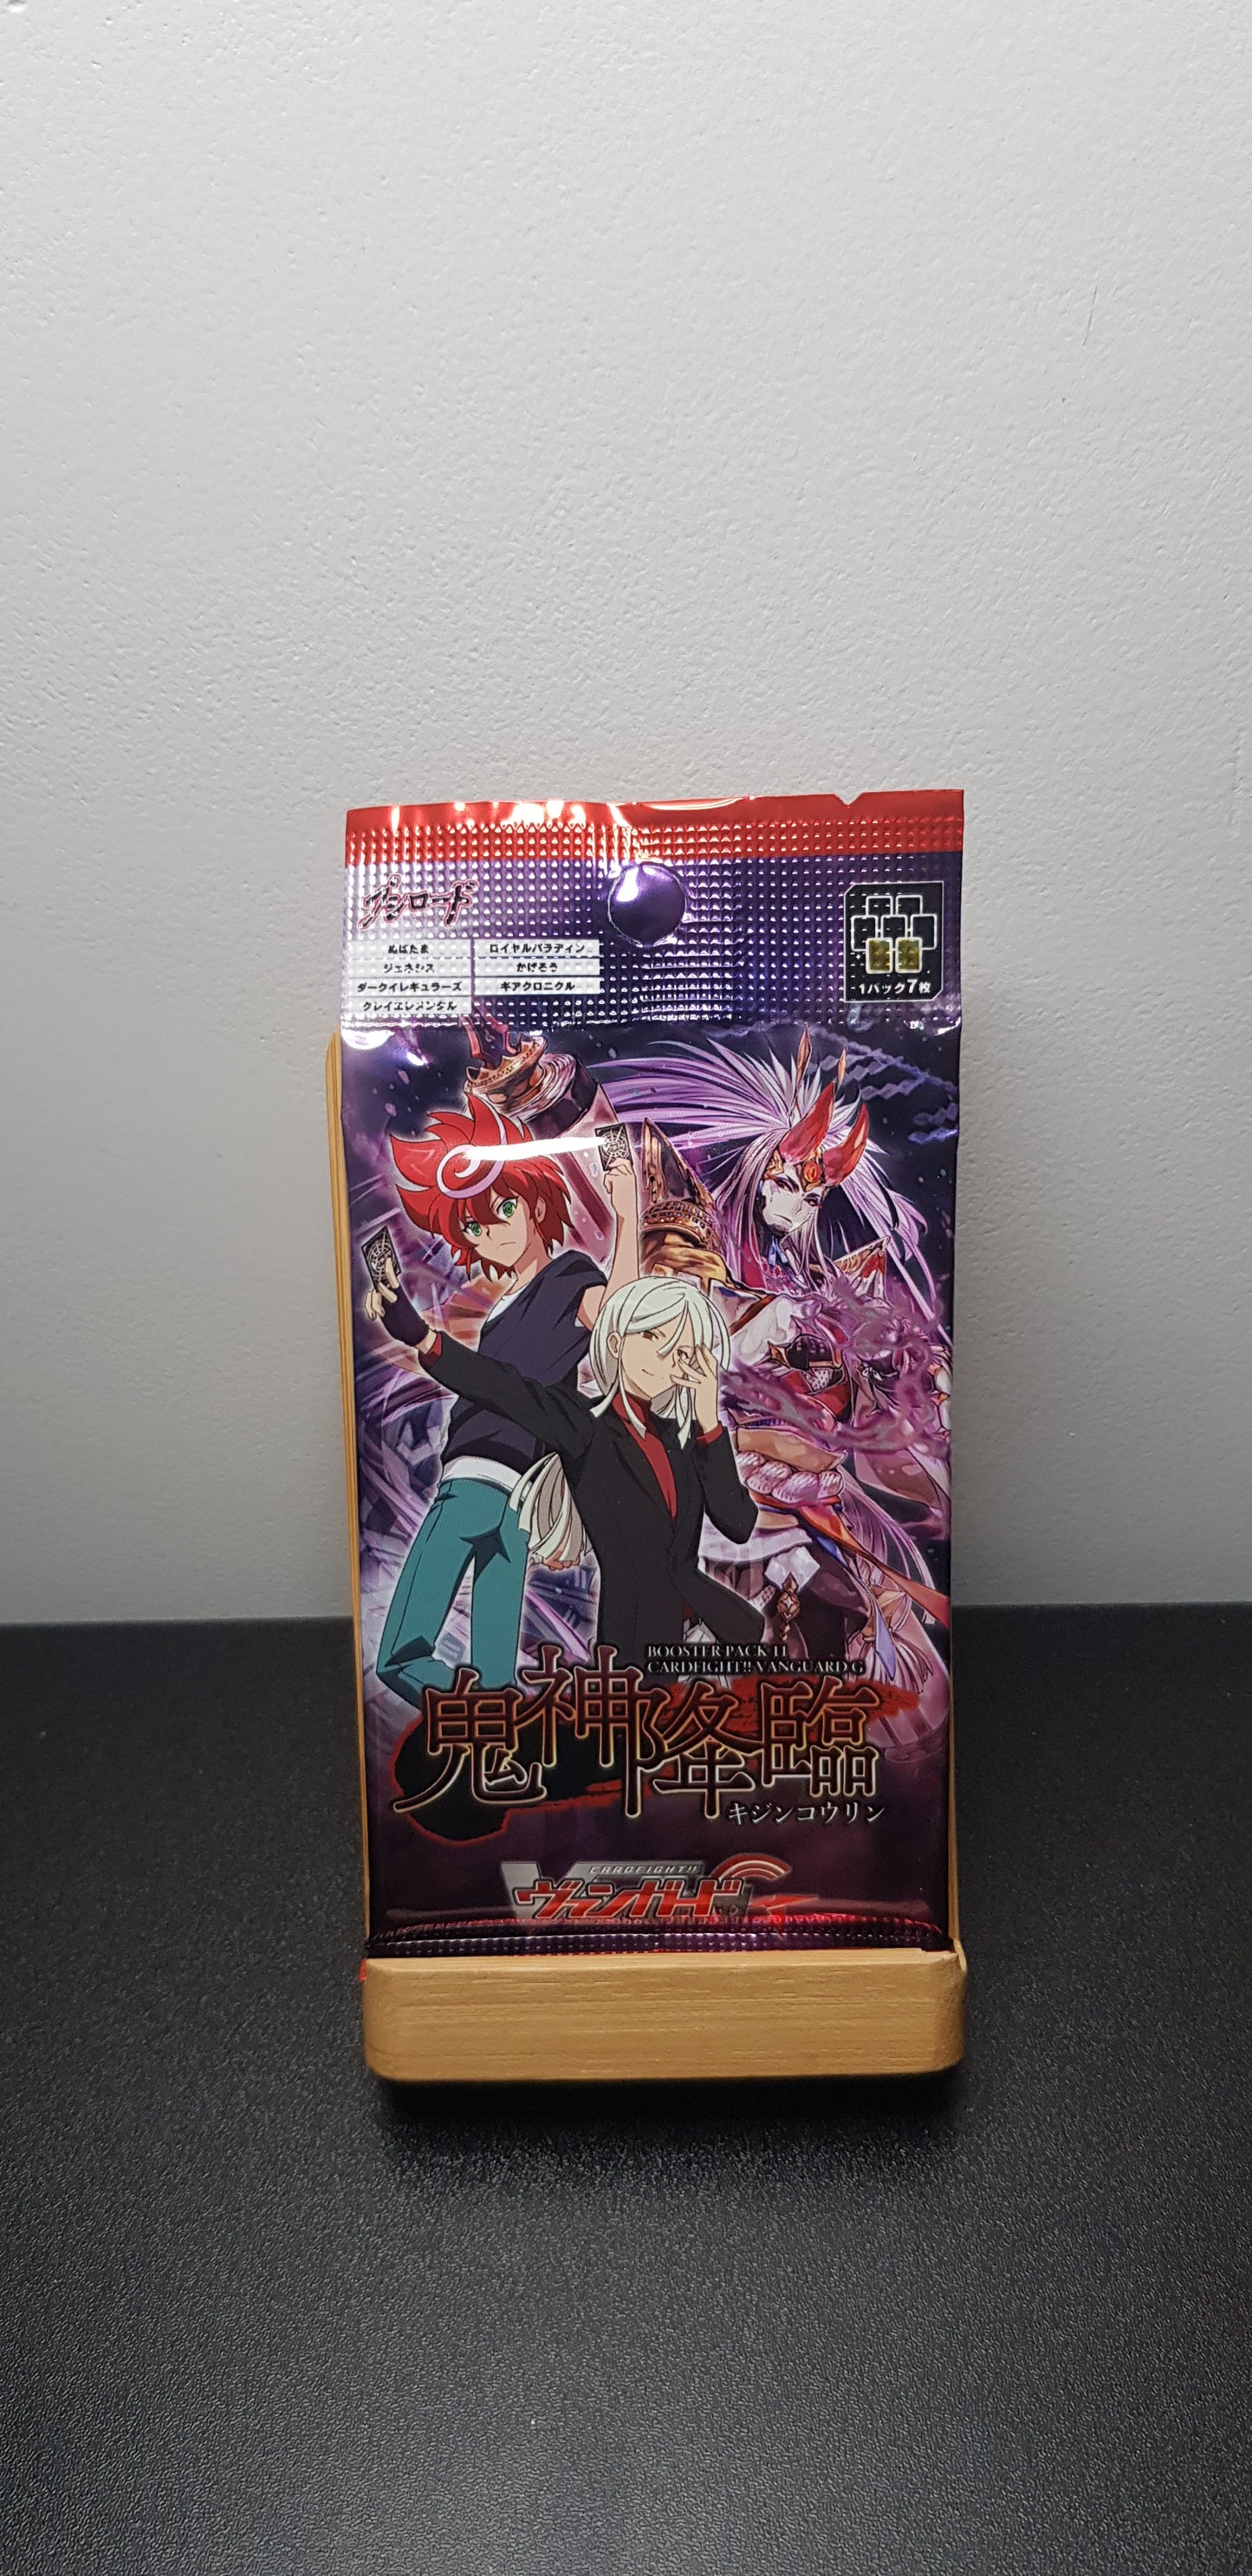 ブシロード
ぬばたま
ロイヤルパラディン
ジェネシス
かげろう
ダークイレギュラーズ
ギアクロニクル
クレイエレメンタル
1パック7枚
BOOSTER PACK 11
CARDFIGHT!! VANGUARD G
鬼神降臨
キジンコウリン
CARDFIGHT!!
ヴァンガード G